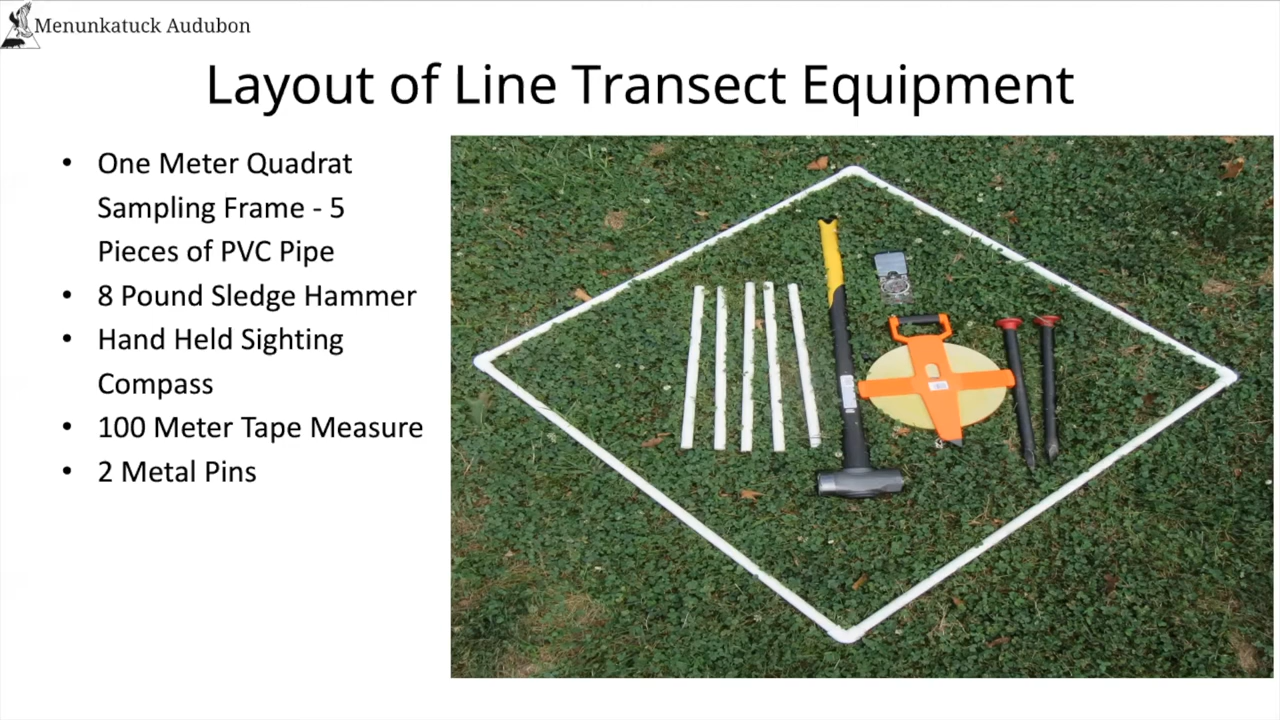 Menunkatuck Audubon
Layout of Line Transect Equipment
• One Meter Quadrat
Sampling Frame - 5
Pieces of PVC Pipe
• 8 Pound Sledge Hammer
• Hand Held Sighting
Compass
• 100 Meter Tape Measure
• 2 Metal Pins